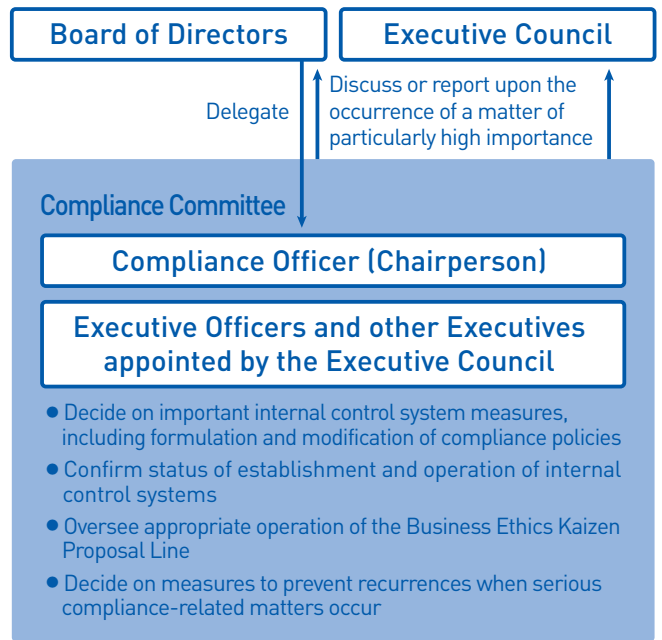 Board of Directors
Executive Council
Delegate
Discuss or report upon the
occurrence of a matter of
particularly high importance
Compliance Committee
Compliance Officer (Chairperson)
Executive Officers and other Executives
appointed by the Executive Council
● Decide on important internal control system measures,
including formulation and modification of compliance policies
● Confirm status of establishment and operation of internal
control systems
● Oversee appropriate operation of the Business Ethics Kaizen
Proposal Line
● Decide on measures to prevent recurrences when serious
compliance-related matters occur